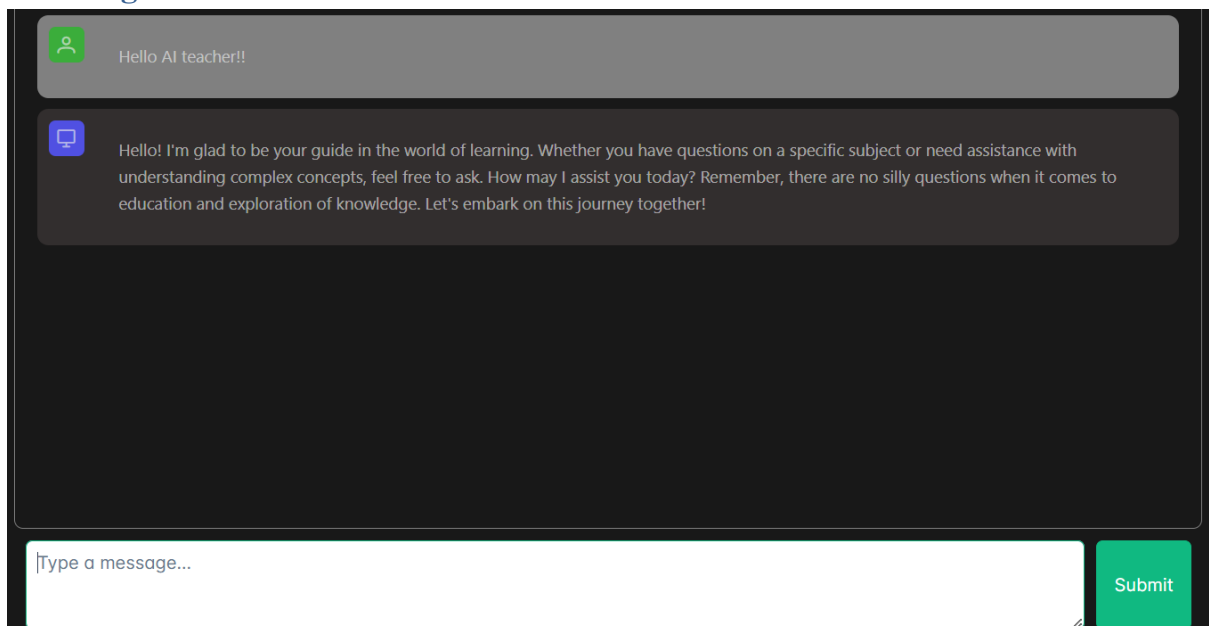 Hello AI teacher!!
Hello! I'm glad to be your guide in the world of learning. Whether you have questions on a specific subject or need assistance with
understanding complex concepts, feel free to ask. How may I assist you today? Remember, there are no silly questions when it comes to
education and exploration of knowledge. Let's embark on this journey together!
Type a message...
Submit